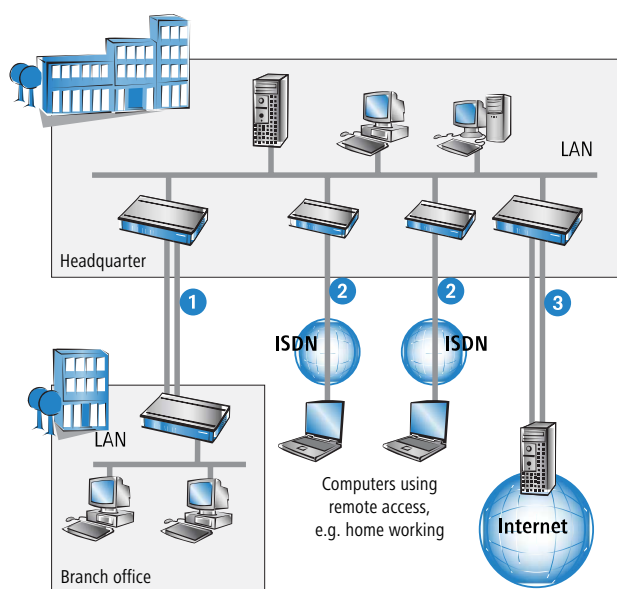 LAN
Headquarter
1
2
2
3
ISDN
ISDN
LAN
Computers using
remote access,
e.g. home working
Internet
Branch office